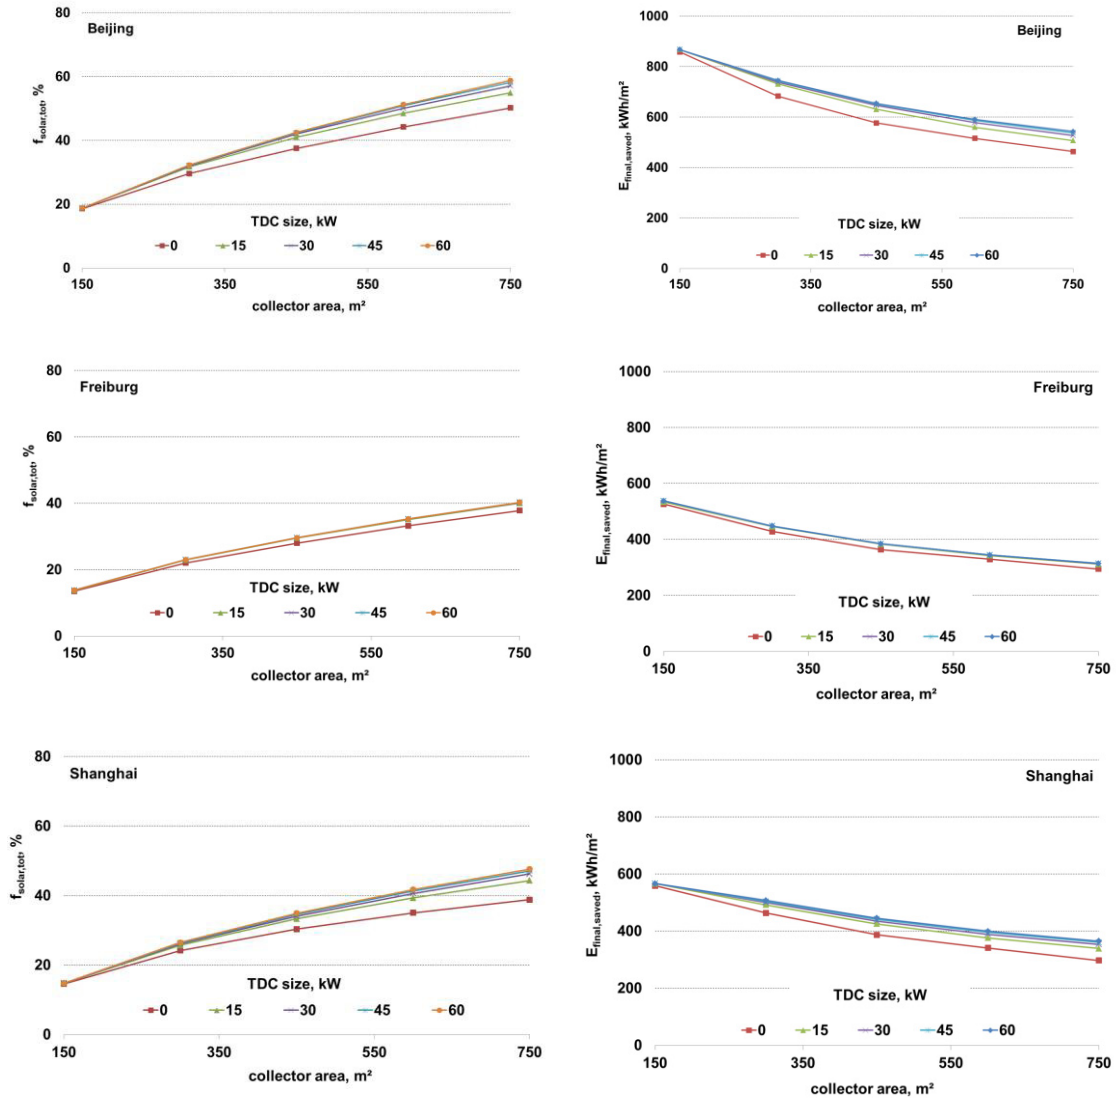 80
Beijing
60
40
20
0
f_solar,tot, %
TDC size, kW
0 15 30 45 60
150 350 550 750
collector area, m²
1000
Beijing
800
600
400
200
0
E_final,saved, kWh/m²
TDC size, kW
0 15 30 45 60
150 350 550 750
collector area, m²
80
Freiburg
60
40
20
0
f_solar,tot, %
TDC size, kW
0 15 30 45 60
150 350 550 750
collector area, m²
1000
Freiburg
800
600
400
200
0
E_final,saved, kWh/m²
TDC size, kW
0 15 30 45 60
150 350 550 750
collector area, m²
80
Shanghai
60
40
20
0
f_solar,tot, %
TDC size, kW
0 15 30 45 60
150 350 550 750
collector area, m²
1000
Shanghai
800
600
400
200
0
E_final,saved, kWh/m²
TDC size, kW
0 15 30 45 60
150 350 550 750
collector area, m²